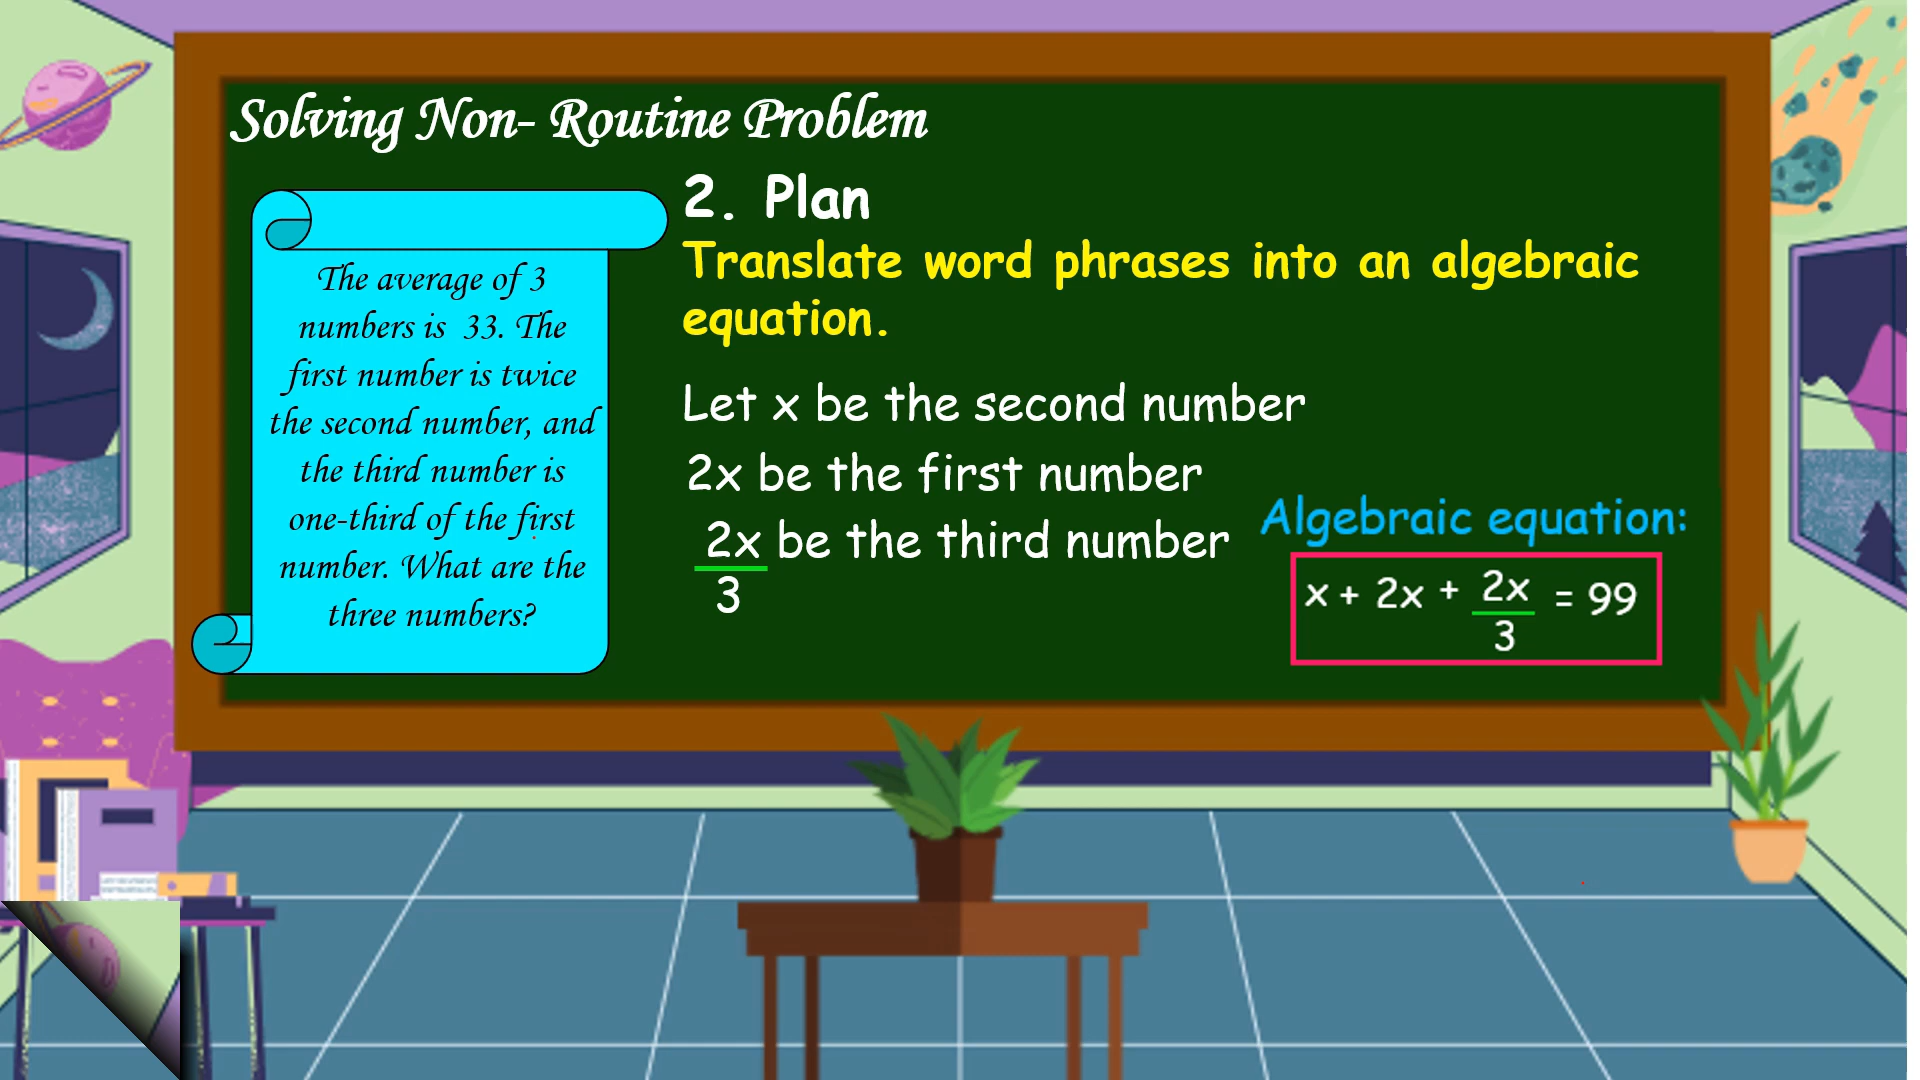 Solving Non- Routine Problem
The average of 3
numbers is 33. The
first number is twice
the second number, and
the third number is
one-third of the first
number. What are the
three numbers?
2. Plan
Translate word phrases into an algebraic
equation.
Let x be the second number
2x be the first number
2x be the third number
3
Algebraic equation:
x + 2x + 2x = 99
3